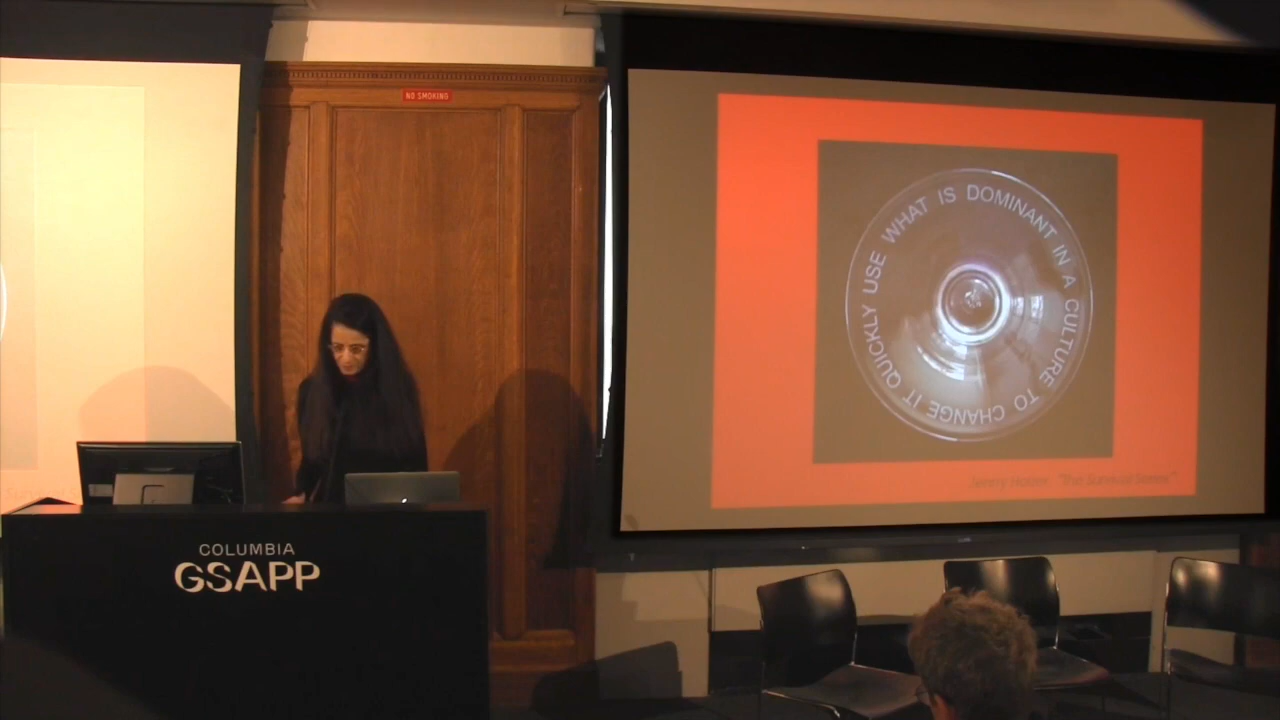 NO SMOKING
USE WHAT IS DOMINANT IN A CULTURE TO CHANGE IT QUICKLY
Jenny Holzer, "The Survival Series"
COLUMBIA
GSAPP